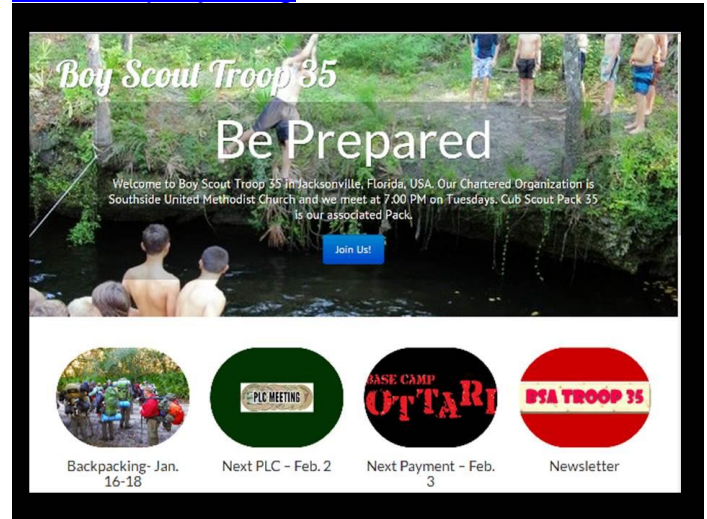 Boy Scout Troop 35
Be Prepared
Welcome to Boy Scout Troop 35 in Jacksonville, Florida, USA. Our Chartered Organization is
Southside United Methodist Church and we meet at 7:00 PM on Tuesdays. Cub Scout Pack 35
is our associated Pack.
Join Us!
PLC MEETING
BASE CAMP
OTTARI
BSA TROOP 35
Backpacking- Jan.
16-18
Next PLC – Feb. 2
Next Payment – Feb.
3
Newsletter